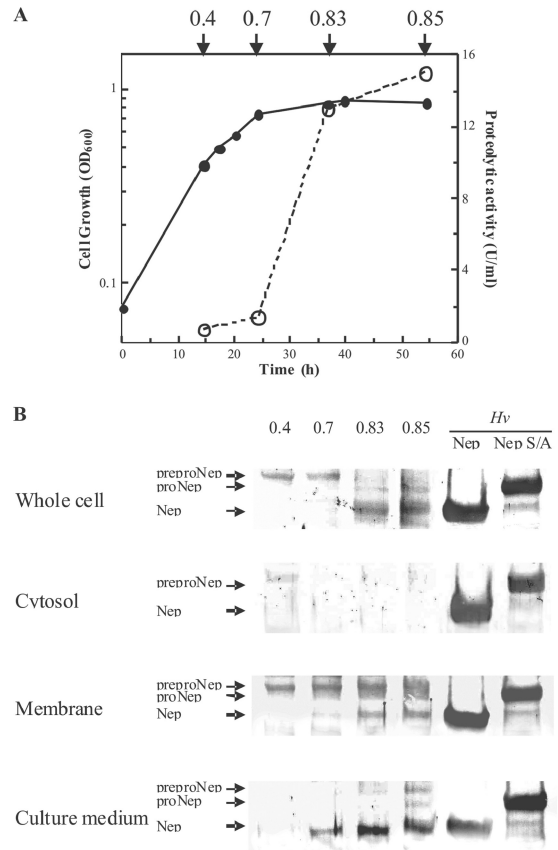 A
0.4 0.7 0.83 0.85
1
0.1
Cell Growth (OD600)
16
12
8
4
0
Proteolytic activity (U/ml)
0 10 20 30 40 50 60
Time (h)
B
Hv
0.4 0.7 0.83 0.85 Nep Nep S/A
Whole cell
preproNep
proNep
Nep
Cytosol
preproNep
Nep
Membrane
preproNep
proNep
Nep
Culture medium
preproNep
proNep
Nep